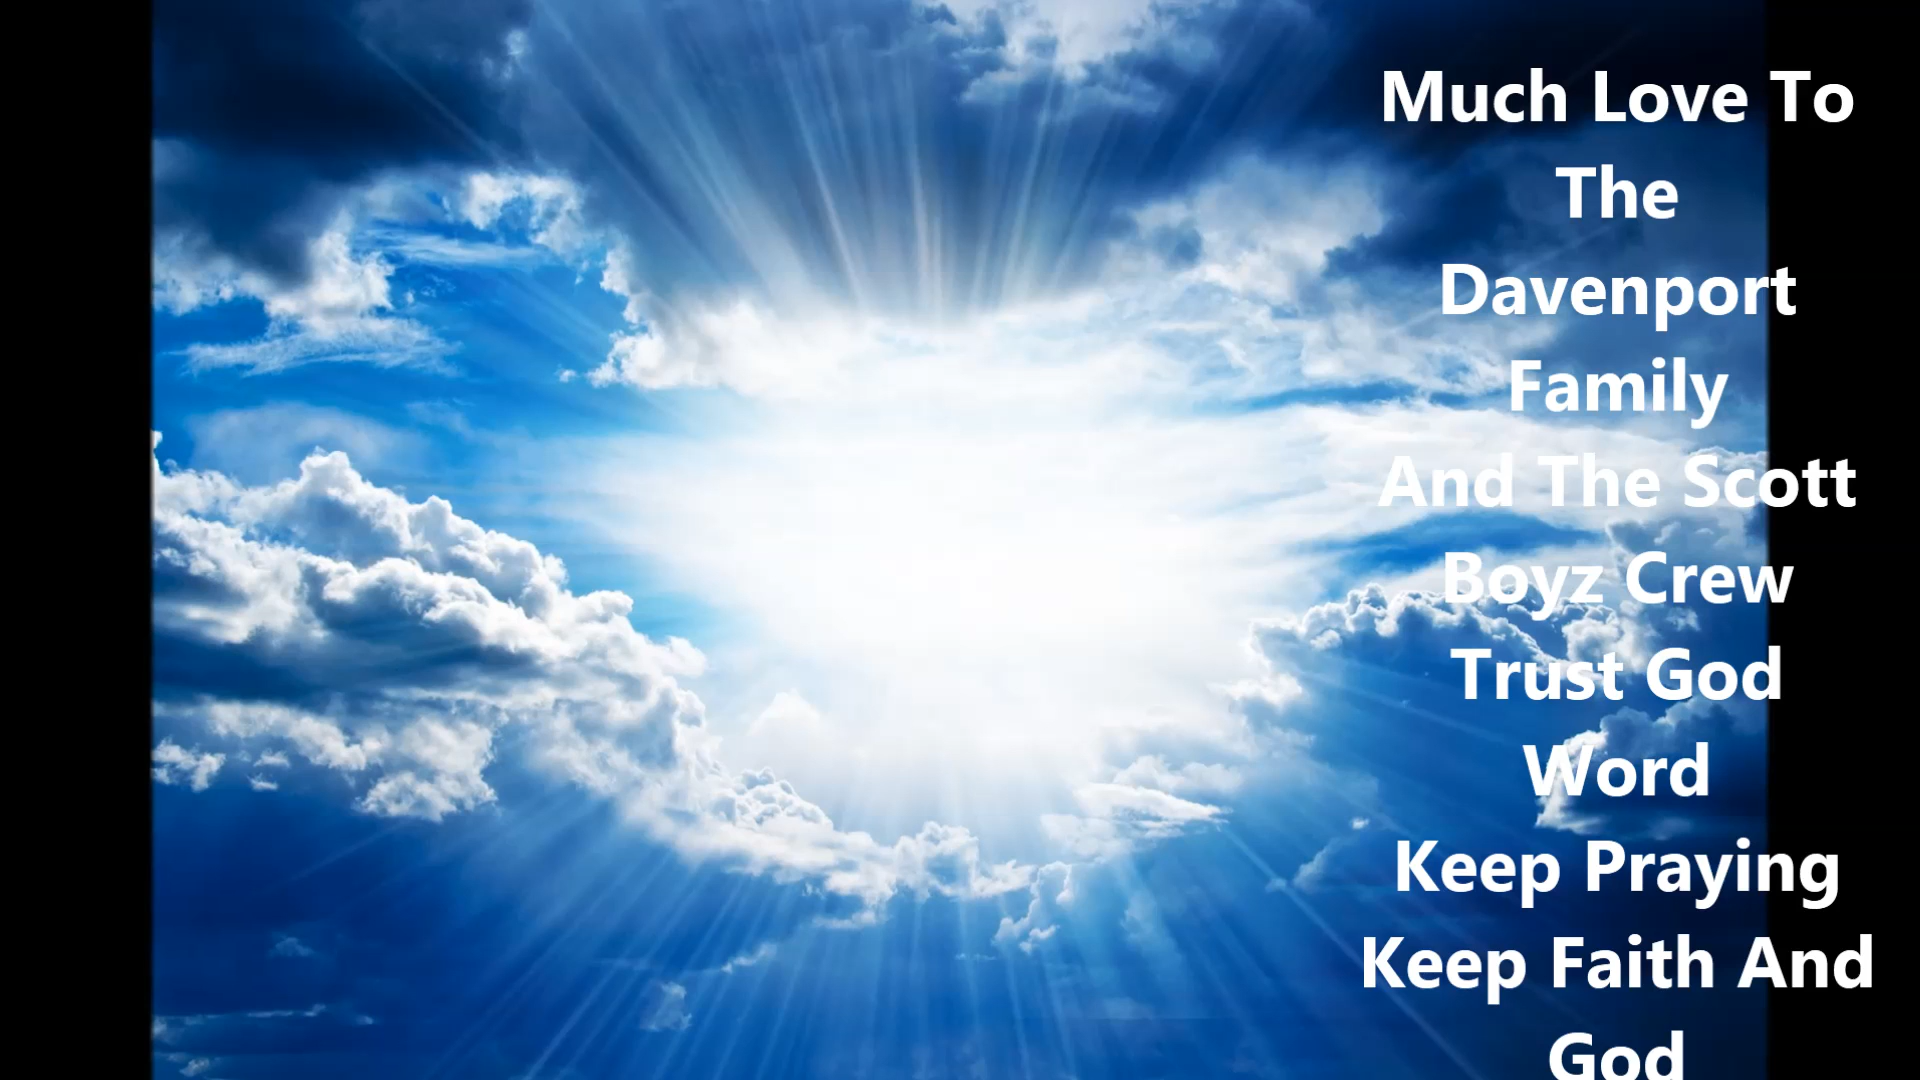 Much Love To
The
Davenport
Family
And The Scott
Boyz Crew
Trust God
Word
Keep Praying
Keep Faith And
God